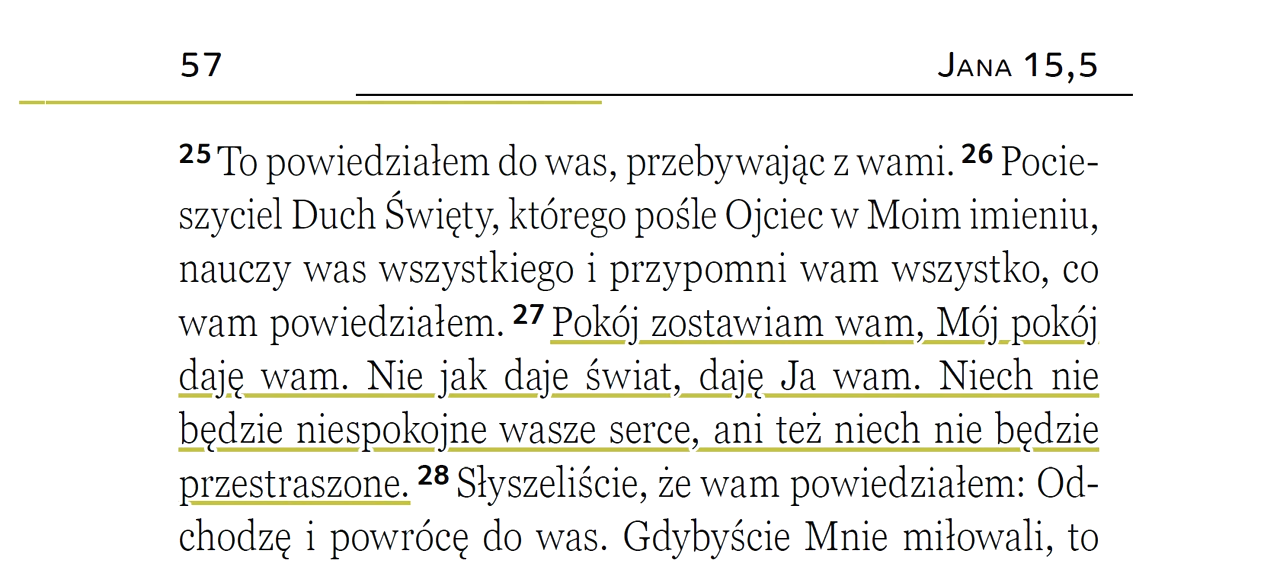 57 Jana 15,5
25 To powiedziałem do was, przebywając z wami. 26 Pocie-
szyciel Duch Święty, którego pośle Ojciec w Moim imieniu,
nauczy was wszystkiego i przypomni wam wszystko, co
wam powiedziałem. 27 Pokój zostawiam wam, Mój pokój
daję wam. Nie jak daje świat, daję Ja wam. Niech nie
będzie niespokojne wasze serce, ani też niech nie będzie
przestraszone. 28 Słyszeliście, że wam powiedziałem: Od-
chodzę i powrócę do was. Gdybyście Mnie miłowali, to